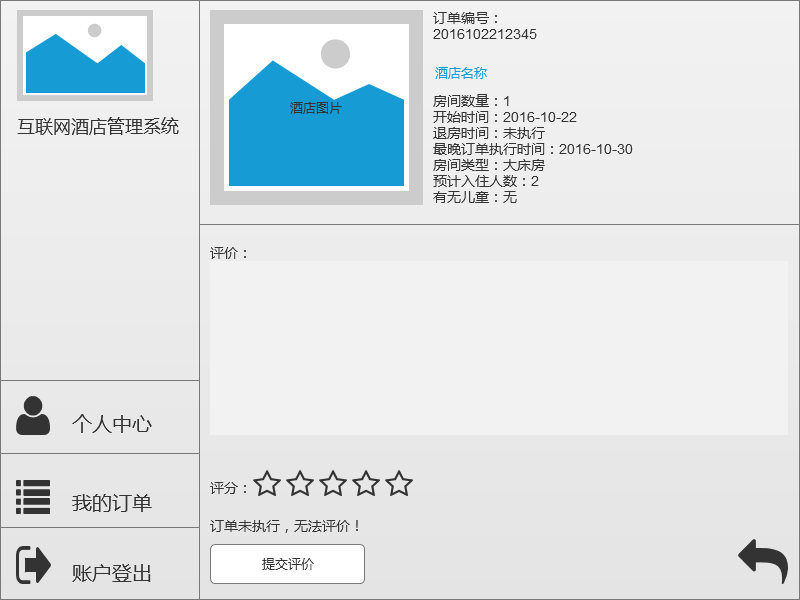 互联网酒店管理系统
个人中心
我的订单
账户登出
酒店图片
订单编号：
2016102212345
酒店名称
房间数量：1
开始时间：2016-10-22
退房时间：未执行
最晚订单执行时间：2016-10-30
房间类型：大床房
预计入住人数：2
有无儿童：无
评价：
评分：
订单未执行，无法评价！
提交评价